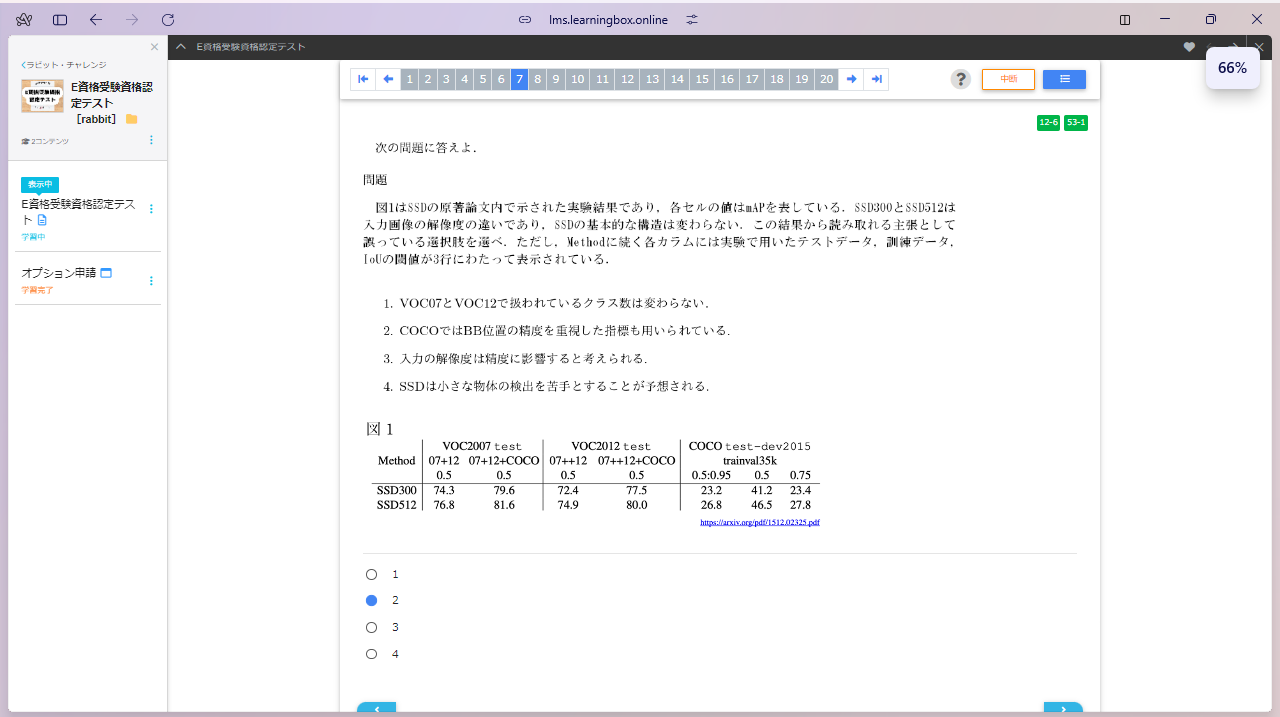 lms.learningbox.online
66%
ラビット・チャレンジ
E資格受験資格認定テスト
[rabbit]
2コンテンツ
表示中
E資格受験資格認定テスト
学習中
オプション申請
学習完了
E資格受験資格認定テスト
1 2 3 4 5 6 7 8 9 10 11 12 13 14 15 16 17 18 19 20
?
中断
12-6 53-1
次の問題に答えよ.
問題
図1はSSDの原著論文内で示された実験結果であり, 各セルの値はmAPを表している. SSD300とSSD512は
入力画像の解像度の違いであり, SSDの基本的な構造は変わらない. この結果から読み取れる主張として
誤っている選択肢を選べ. ただし, Methodに続く各カラムには実験で用いたテストデータ, 訓練データ,
IoUの閾値が3行にわたって表示されている.
1. VOC07とVOC12で扱われているクラス数は変わらない.
2. COCOではBB位置の精度を重視した指標も用いられている.
3. 入力の解像度は精度に影響すると考えられる.
4. SSDは小さな物体の検出を苦手とすることが予想される.
図 1
VOC2007 test VOC2012 test COCO test-dev2015
Method 07+12 07+12+COCO 07++12 07++12+COCO trainval35k
0.5 0.5 0.5 0.5 0.5:0.95 0.5 0.75
SSD300 74.3 79.6 72.4 77.5 23.2 41.2 23.4
SSD512 76.8 81.6 74.9 80.0 26.8 46.5 27.8
https://arxiv.org/pdf/1512.02325.pdf
1
2
3
4